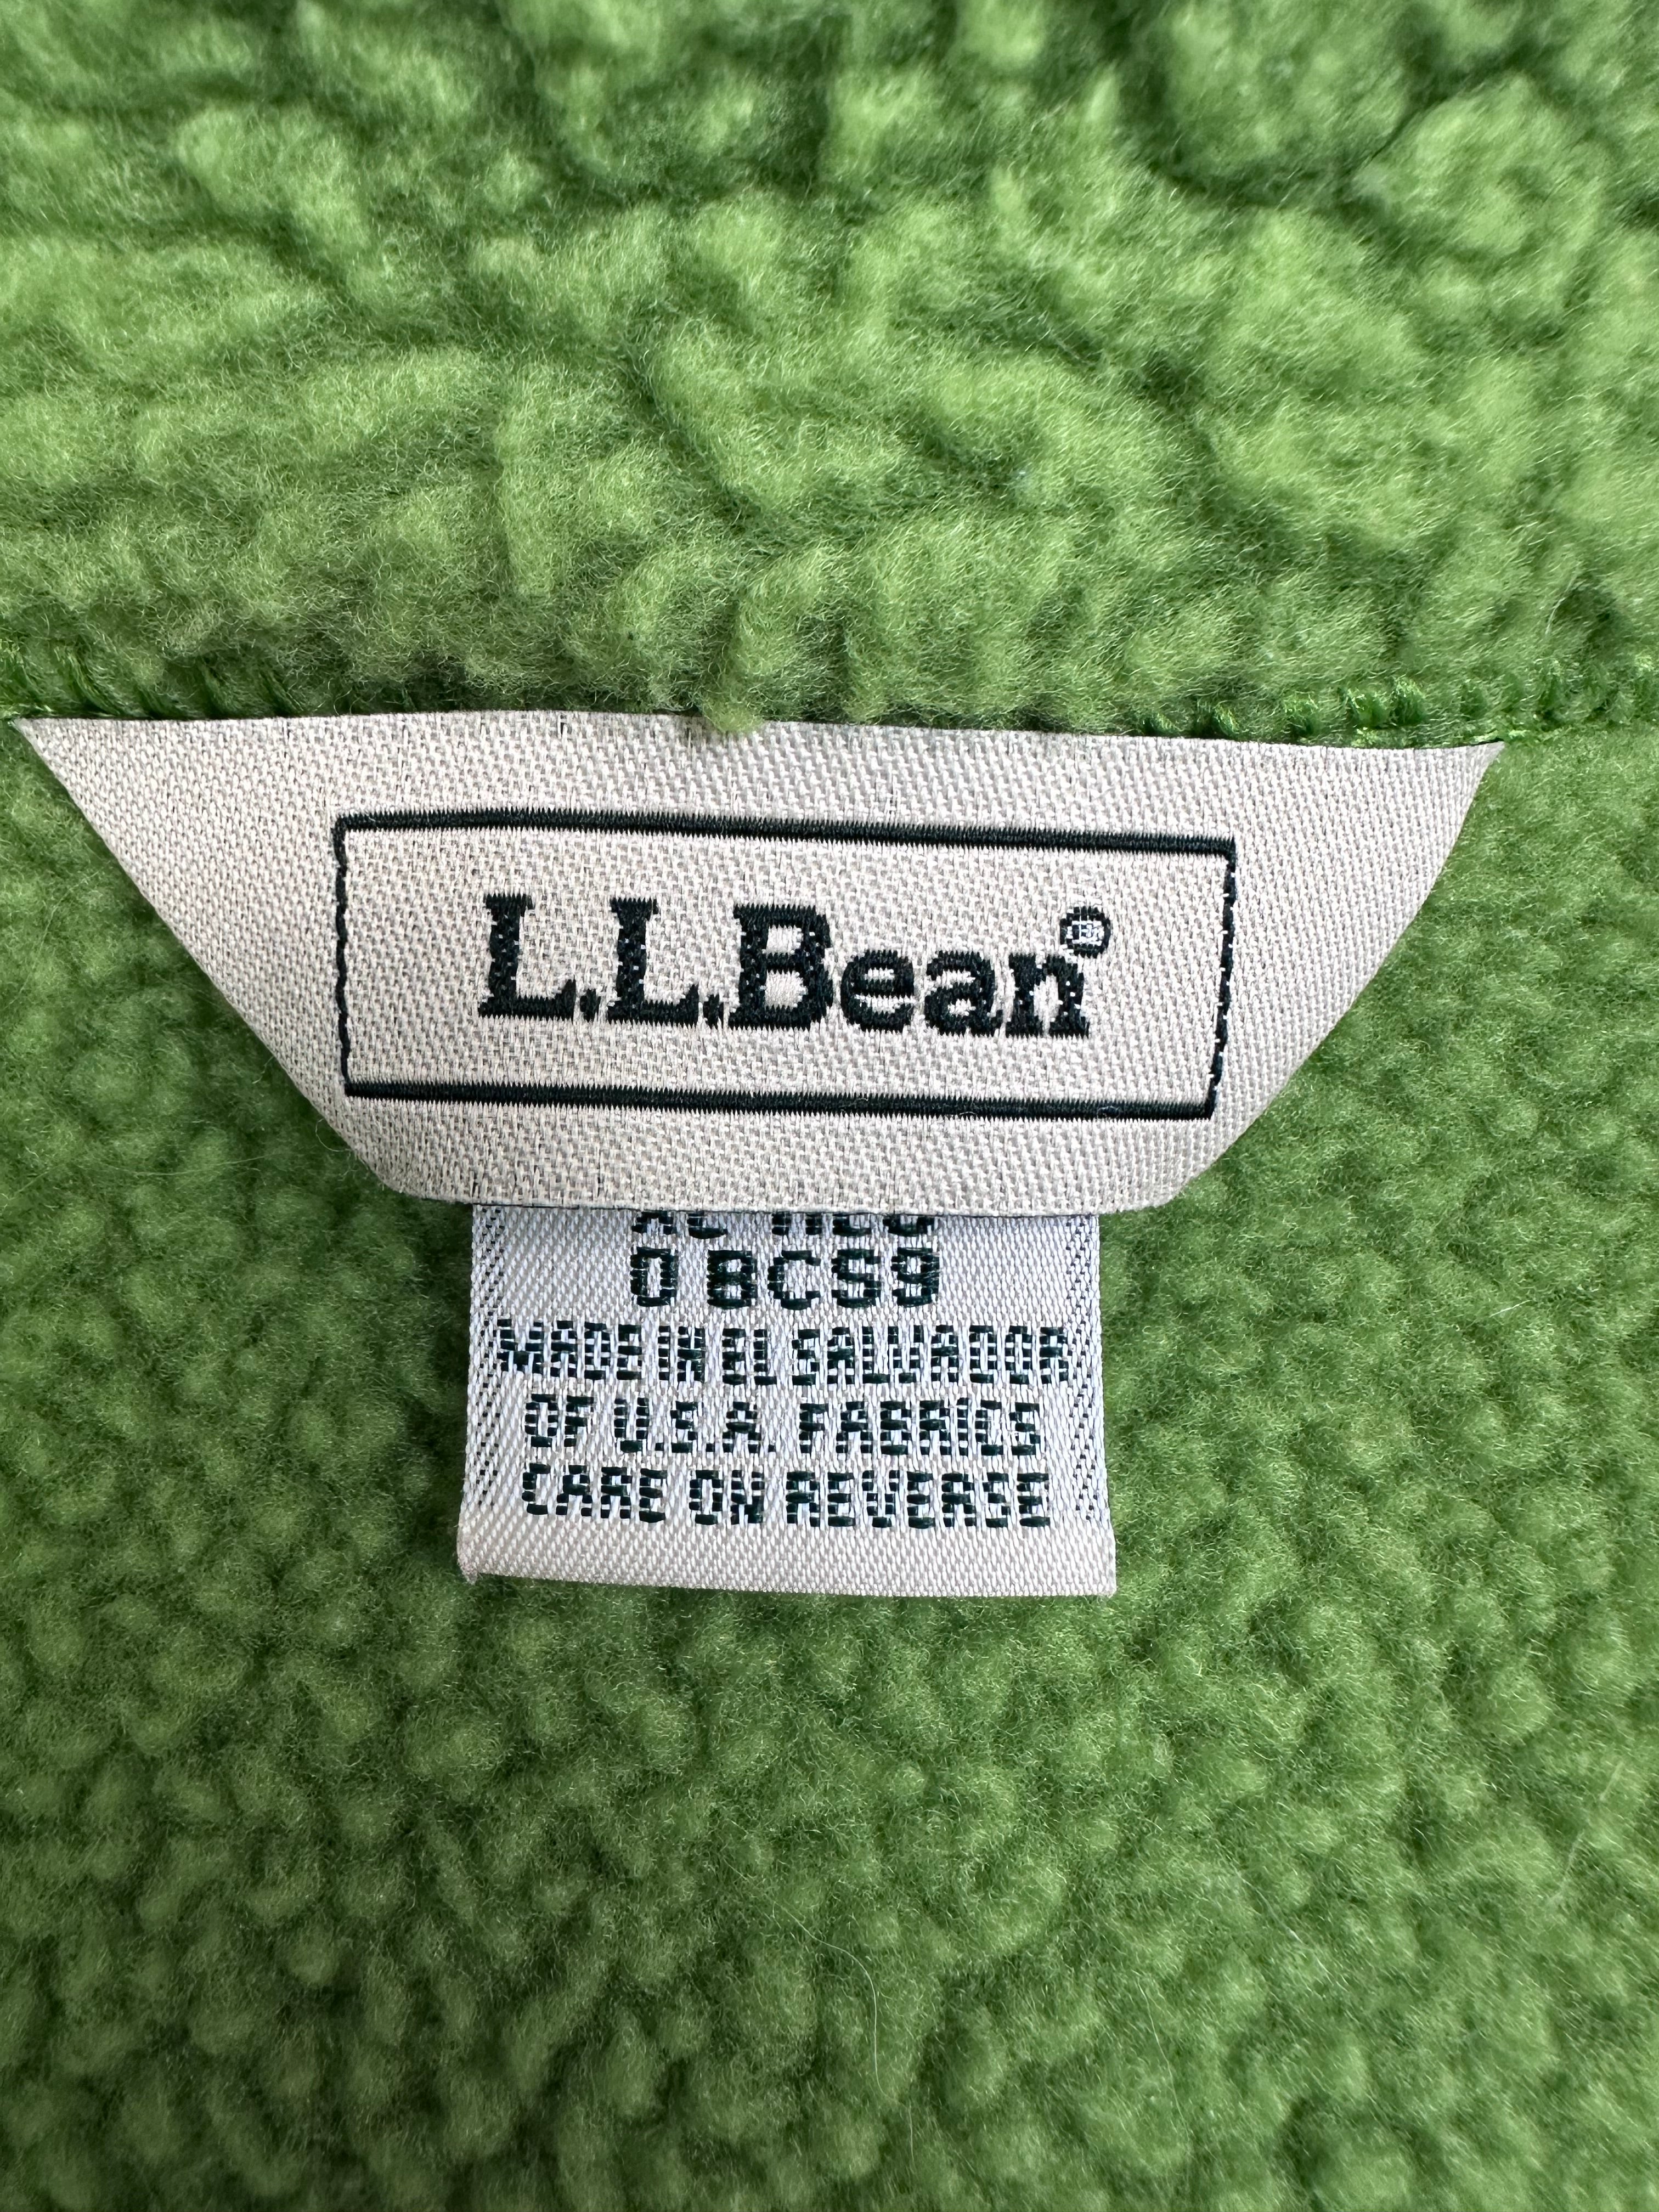 L.L.Bean®
0 BCS9
MADE IN EL SALVADOR
OF U.S.A. FABRICS
CARE ON REVERSE